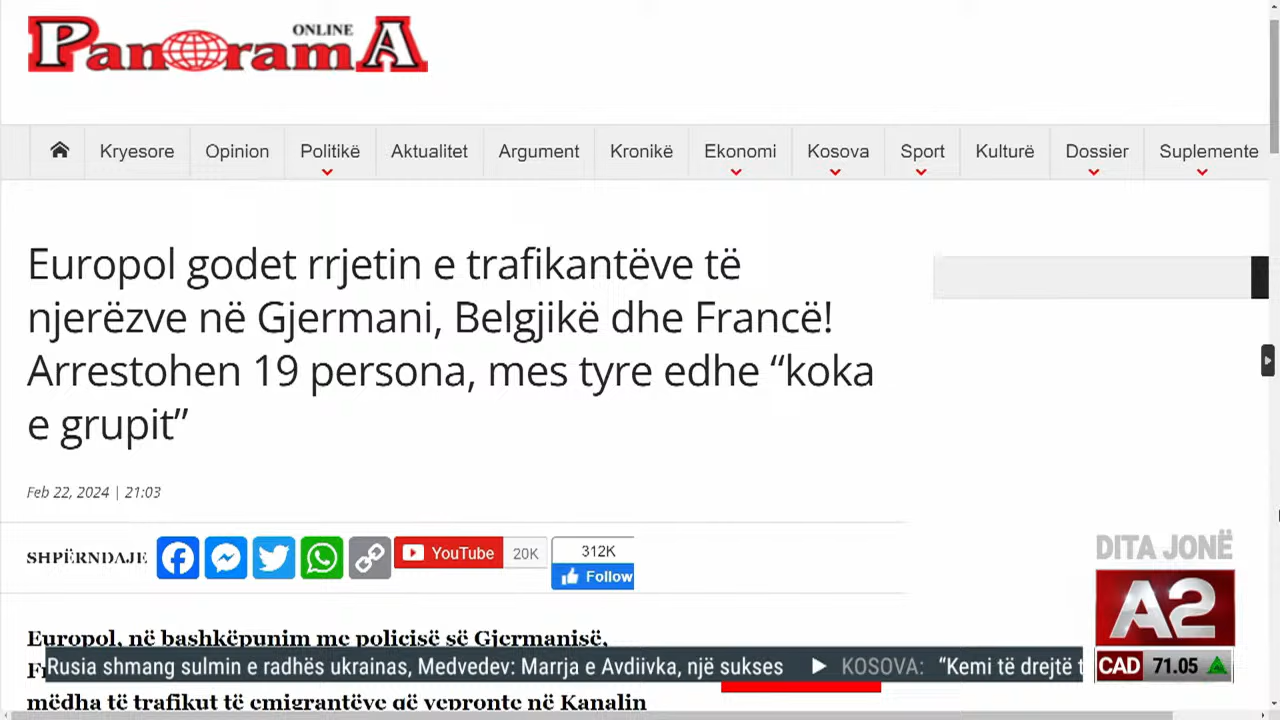 PanoramA ONLINE
Kryesore Opinion Politikë Aktualitet Argument Kronikë Ekonomi Kosova Sport Kulturë Dossier Suplemente
Europol godet rrjetin e trafikantëve të
njerëzve në Gjermani, Belgjikë dhe Francë!
Arrestohen 19 persona, mes tyre edhe “koka
e grupit”
Feb 22, 2024 | 21:03
SHPËRNDAJE
YouTube 20K
312K
Follow
DITA JONË
A2
Europol, në bashkëpunim me policisë së Gjermanisë,
Rusia shmang sulmin e radhës ukrainas, Medvedev: Marrja e Avdiivka, një sukses ▶ KOSOVA: “Kemi të drejtë
CAD 71.05
mëdha të trafikut të emigrantëve që vepronte në Kanalin